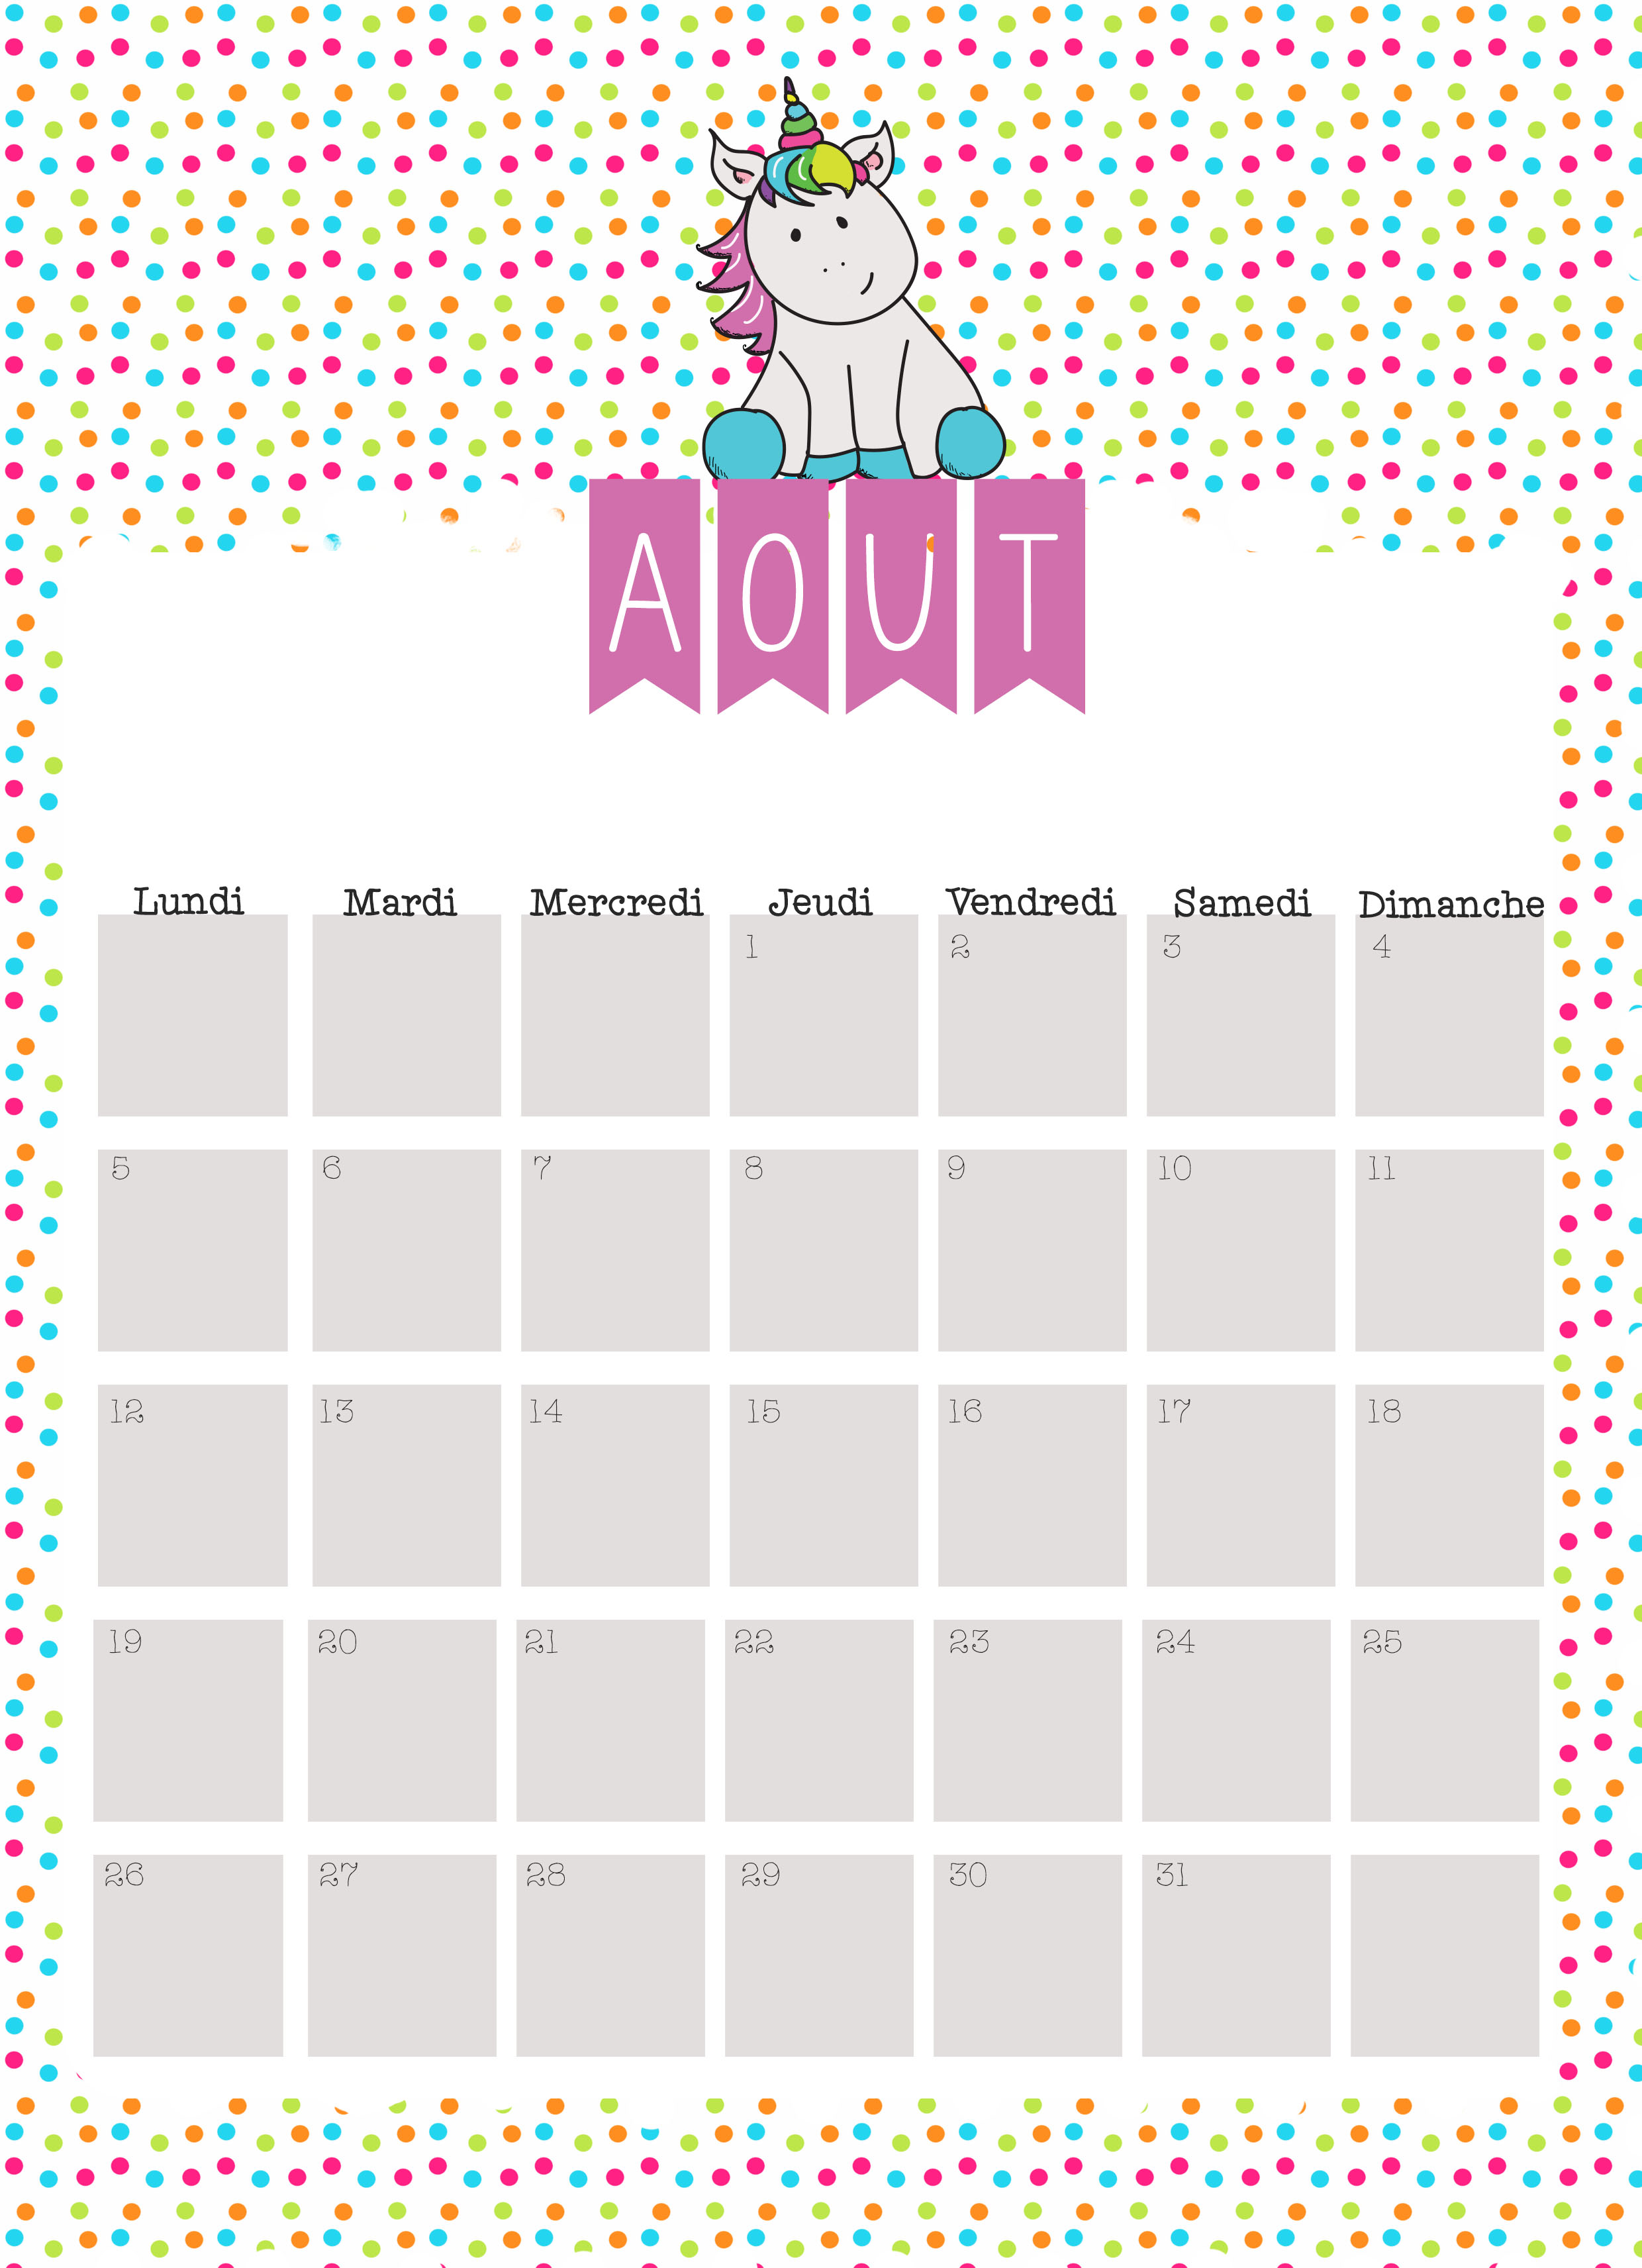 AOUT
Lundi Mardi Mercredi Jeudi Vendredi Samedi Dimanche
1 2 3 4
5 6 7 8 9 10 11
12 13 14 15 16 17 18
19 20 21 22 23 24 25
26 27 28 29 30 31